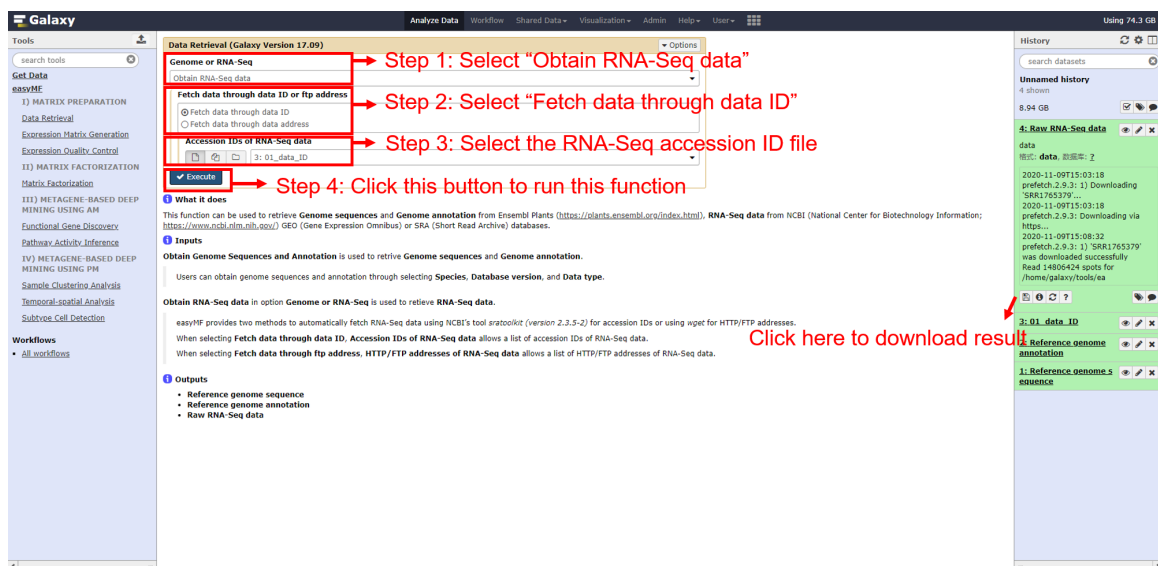 Galaxy
Analyze Data Workflow Shared Data Visualization Admin Help User
Using 74.3 GB
Tools
search tools
Get Data
easyMF
I) MATRIX PREPARATION
Data Retrieval
Expression Matrix Generation
Expression Quality Control
II) MATRIX FACTORIZATION
Matrix Factorization
III) METAGENE-BASED DEEP
MINING USING AM
Functional Gene Discovery
Pathway Activity Inference
IV) METAGENE-BASED DEEP
MINING USING PM
Sample Clustering Analysis
Temporal-spatial Analysis
Subtype Cell Detection
Workflows
• All workflows
Data Retrieval (Galaxy Version 17.09)
Options
Genome or RNA-Seq
Obtain RNA-Seq data
Step 1: Select “Obtain RNA-Seq data”
Fetch data through data ID or ftp address
Fetch data through data ID
Fetch data through data address
Step 2: Select “Fetch data through data ID”
Accession IDs of RNA-Seq data
3: 01_data_ID
Step 3: Select the RNA-Seq accession ID file
Execute
Step 4: Click this button to run this function
What it does
This function can be used to retrieve Genome sequences and Genome annotation from Ensembl Plants (https://plants.ensembl.org/index.html), RNA-Seq data from NCBI (National Center for Biotechnology Information;
https://www.ncbi.nlm.nih.gov/) GEO (Gene Expression Omnibus) or SRA (Short Read Archive) databases.
Inputs
Obtain Genome Sequences and Annotation is used to retrive Genome sequences and Genome annotation.
Users can obtain genome sequences and annotation through selecting Species, Database version, and Data type.
Obtain RNA-Seq data in option Genome or RNA-Seq is used to retieve RNA-Seq data.
easyMF provides two methods to automatically fetch RNA-Seq data using NCBI's tool sratoolkit (version 2.3.5-2) for accession IDs or using wget for HTTP/FTP addresses.
When selecting Fetch data through data ID, Accession IDs of RNA-Seq data allows a list of accession IDs of RNA-Seq data.
When selecting Fetch data through ftp address, HTTP/FTP addresses of RNA-Seq data allows a list of HTTP/FTP addresses of RNA-Seq data.
Outputs
• Reference genome sequence
• Reference genome annotation
• Raw RNA-Seq data
History
search datasets
Unnamed history
4 shown
8.94 GB
4: Raw RNA-Seq data
data
格式: data, 数据库: ?
2020-11-09T15:03:18
prefetch.2.9.3: 1) Downloading
'SRR1765379'...
2020-11-09T15:03:18
prefetch.2.9.3: Downloading via
https...
2020-11-09T15:08:32
prefetch.2.9.3: 1) 'SRR1765379'
was downloaded successfully
Read 14806424 spots for
/home/galaxy/tools/ea
Click here to download result
3: 01_data_ID
2: Reference genome
annotation
1: Reference genome s
equence